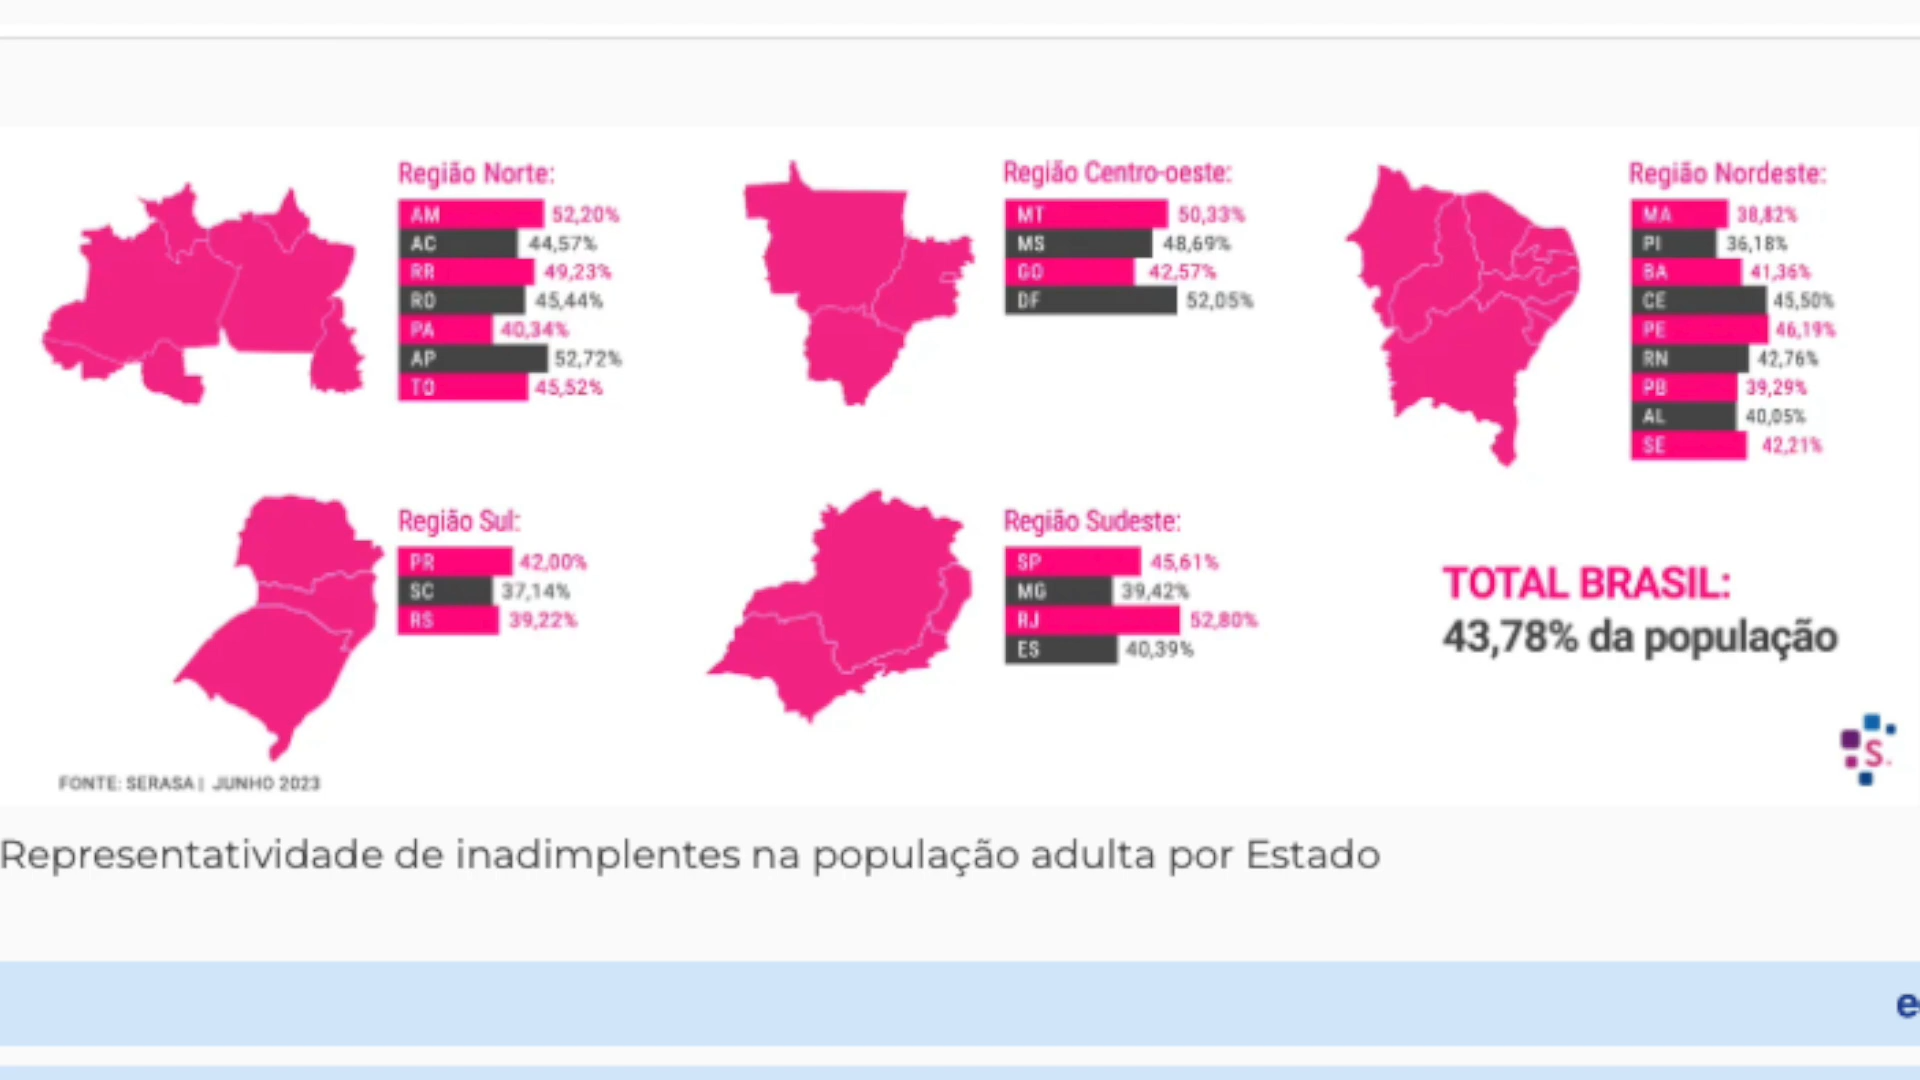 Região Norte:
AM 52,20%
AC 44,57%
RR 49,23%
RO 45,44%
PA 40,34%
AP 52,72%
TO 45,52%
Região Centro-oeste:
MT 50,33%
MS 48,69%
GO 42,57%
DF 52,05%
Região Nordeste:
MA 38,82%
PI 36,18%
BA 41,36%
CE 45,50%
PE 46,19%
RN 42,76%
PB 39,29%
AL 40,05%
SE 42,21%
Região Sul:
PR 42,00%
SC 37,14%
RS 39,22%
Região Sudeste:
SP 45,61%
MG 39,42%
RJ 52,80%
ES 40,39%
TOTAL BRASIL:
43,78% da população
S.
FONTE: SERASA | JUNHO 2023
Representatividade de inadimplentes na população adulta por Estado